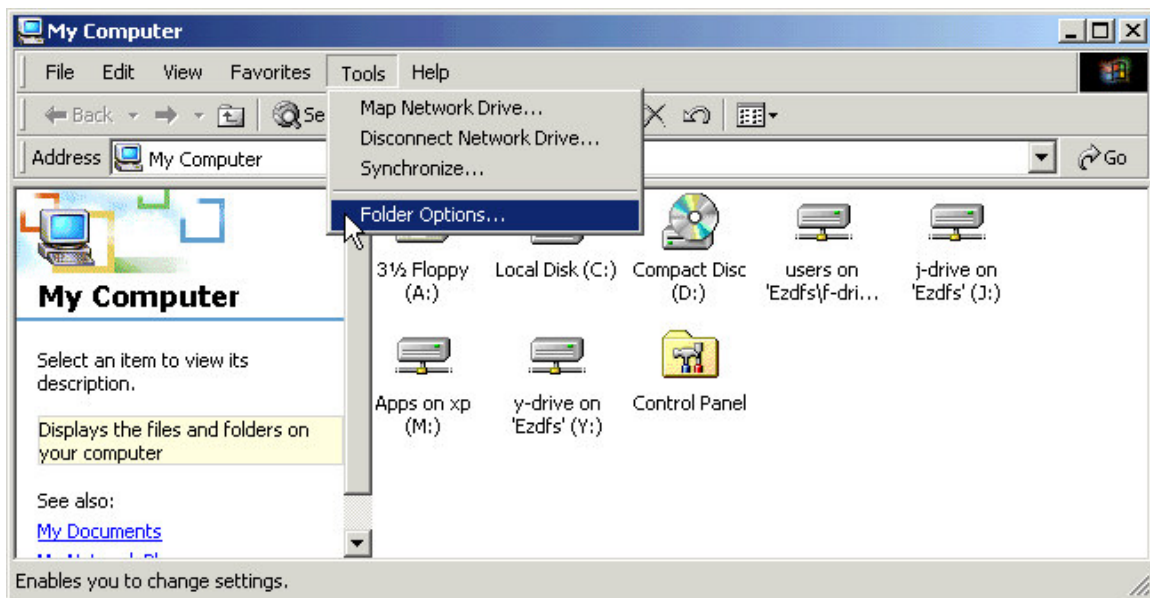 My Computer
File Edit View Favorites Tools Help
Back Se
Map Network Drive...
Disconnect Network Drive...
Synchronize...
Folder Options...
Address My Computer Go
My Computer
Select an item to view its
description.
Displays the files and folders on
your computer
See also:
My Documents
3½ Floppy
(A:)
Local Disk (C:)
Compact Disc
(D:)
users on
'Ezdfs\f-dri...
j-drive on
'Ezdfs' (J:)
Apps on xp
(M:)
y-drive on
'Ezdfs' (Y:)
Control Panel
Enables you to change settings.